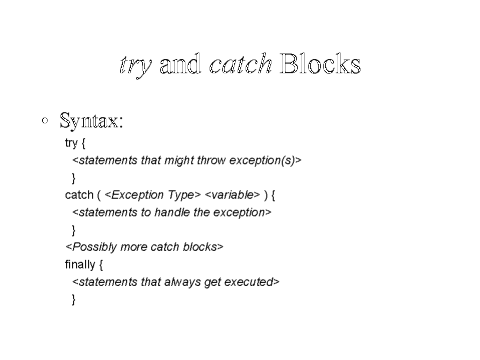 try and catch Blocks
◦ Syntax:
try {
<statements that might throw exception(s)>
}
catch ( <Exception Type> <variable> ) {
<statements to handle the exception>
}
<Possibly more catch blocks>
finally {
<statements that always get executed>
}